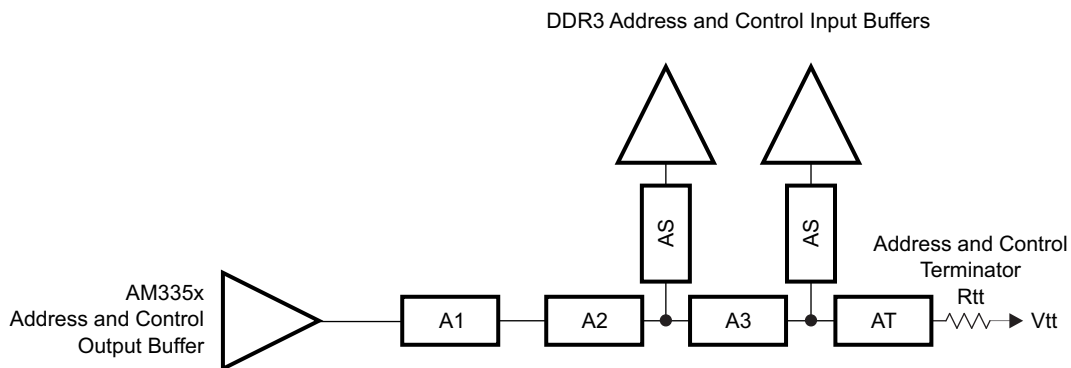 DDR3 Address and Control Input Buffers
AS
AS
Address and Control
Terminator
Rtt
AM335x
Address and Control
Output Buffer
A1
A2
A3
AT
Vtt